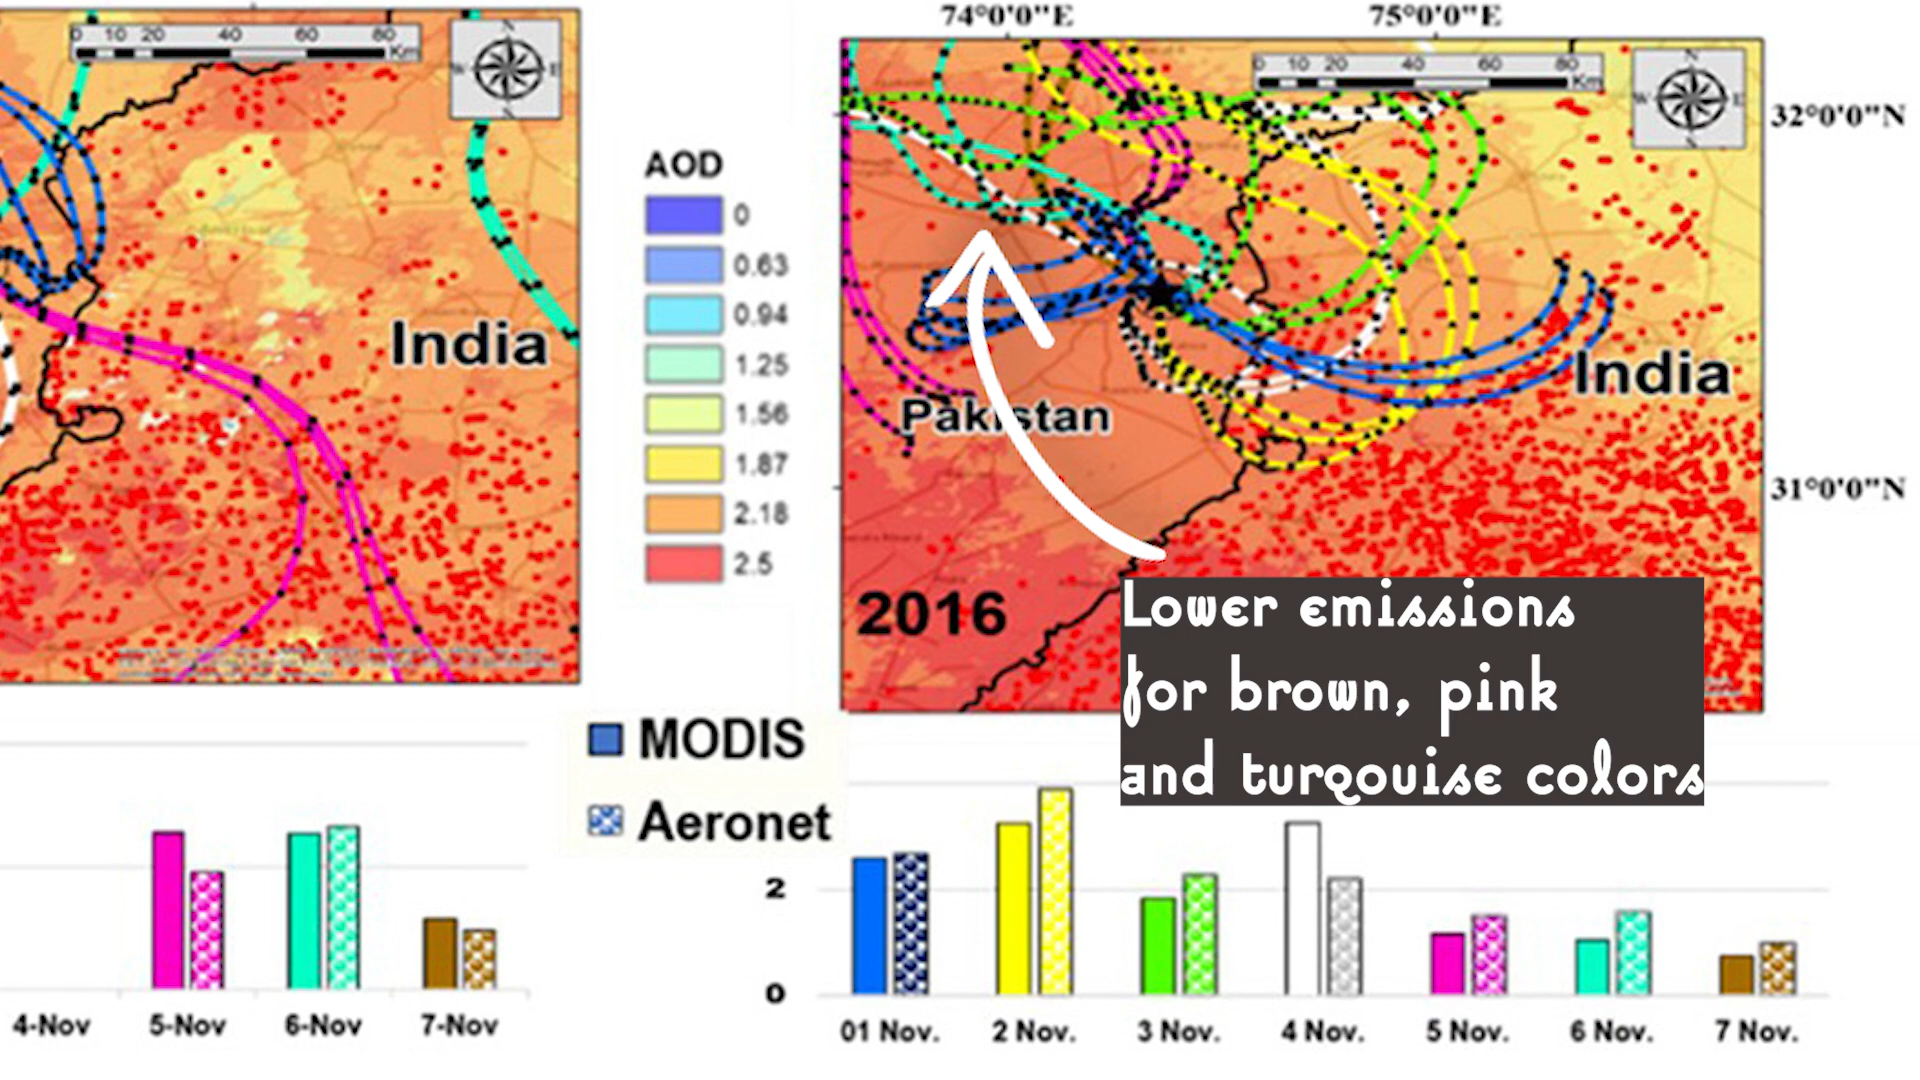 0 10 20 40 60 80
Km
N
W E
India
AOD
0
0.63
0.94
1.25
1.56
1.87
2.18
2.5
74°0'0"E 75°0'0"E
0 10 20 40 60 80
Km
N
W E
32°0'0"N
31°0'0"N
India
Pakistan
2016
Lower emissions
for brown, pink
and turqouise colors
MODIS
Aeronet
4-Nov 5-Nov 6-Nov 7-Nov
2
0
01 Nov. 2 Nov. 3 Nov. 4 Nov. 5 Nov. 6 Nov. 7 Nov.